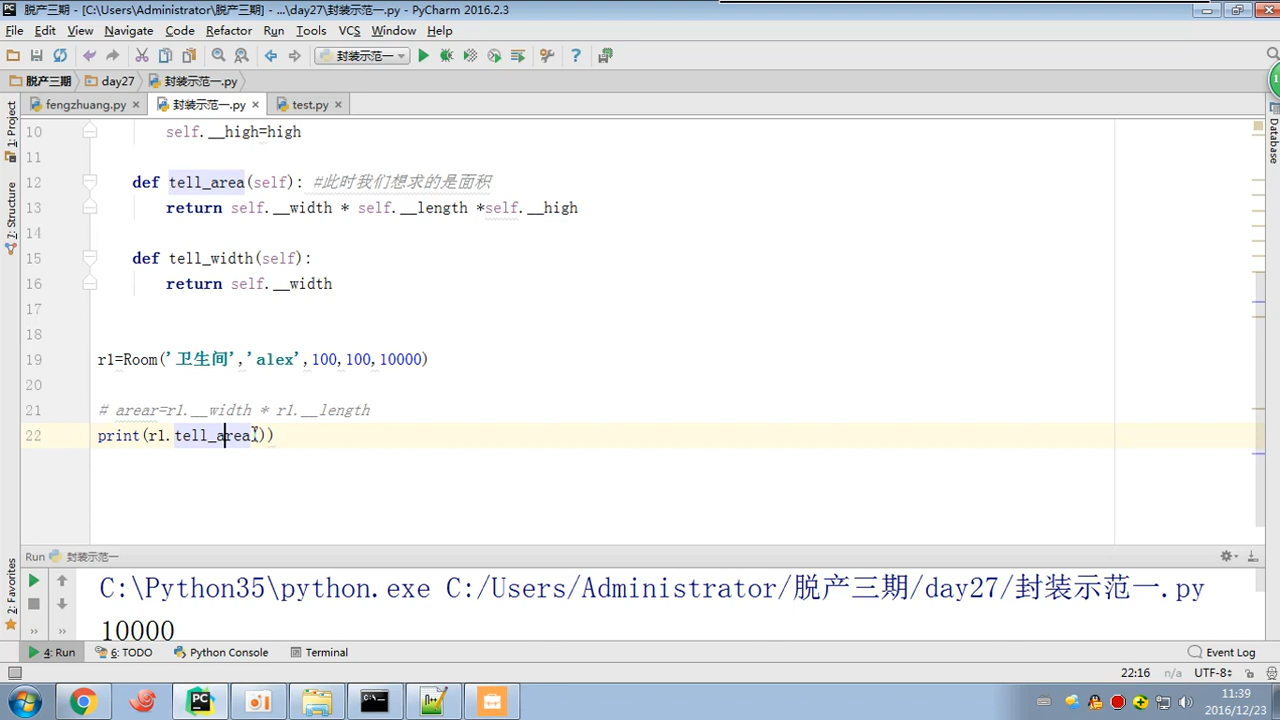 脱产三期 - [C:\Users\Administrator\脱产三期] - ...\day27\封装示范一.py - PyCharm 2016.2.3
File Edit View Navigate Code Refactor Run Tools VCS Window Help
封装示范一
脱产三期 day27 封装示范一.py
fengzhuang.py 封装示范一.py test.py
1: Project
7: Structure
2: Favorites
Database
10 self.__high=high
11
12 def tell_area(self): #此时我们想求的是面积
13 return self.__width * self.__length *self.__high
14
15 def tell_width(self):
16 return self.__width
17
18
19 r1=Room('卫生间','alex',100,100,10000)
20
21 # arear=r1.__width * r1.__length
22 print(r1.tell_area())
Run 封装示范一
C:\Python35\python.exe C:/Users/Administrator/脱产三期/day27/封装示范一.py
10000
4: Run 6: TODO Python Console Terminal Event Log
22:16 n/a UTF-8
11:39
2016/12/23